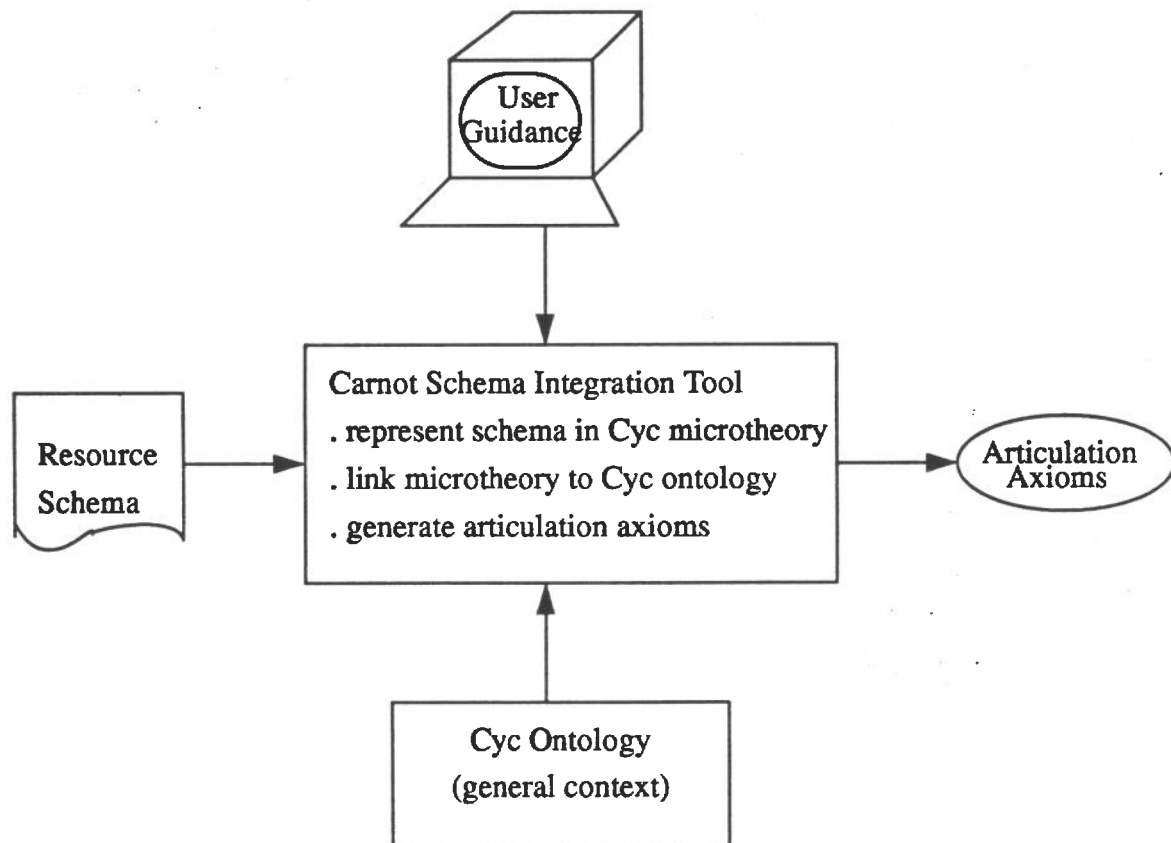 User
Guidance
Carnot Schema Integration Tool
. represent schema in Cyc microtheory
. link microtheory to Cyc ontology
. generate articulation axioms
Resource
Schema
Articulation
Axioms
Cyc Ontology
(general context)